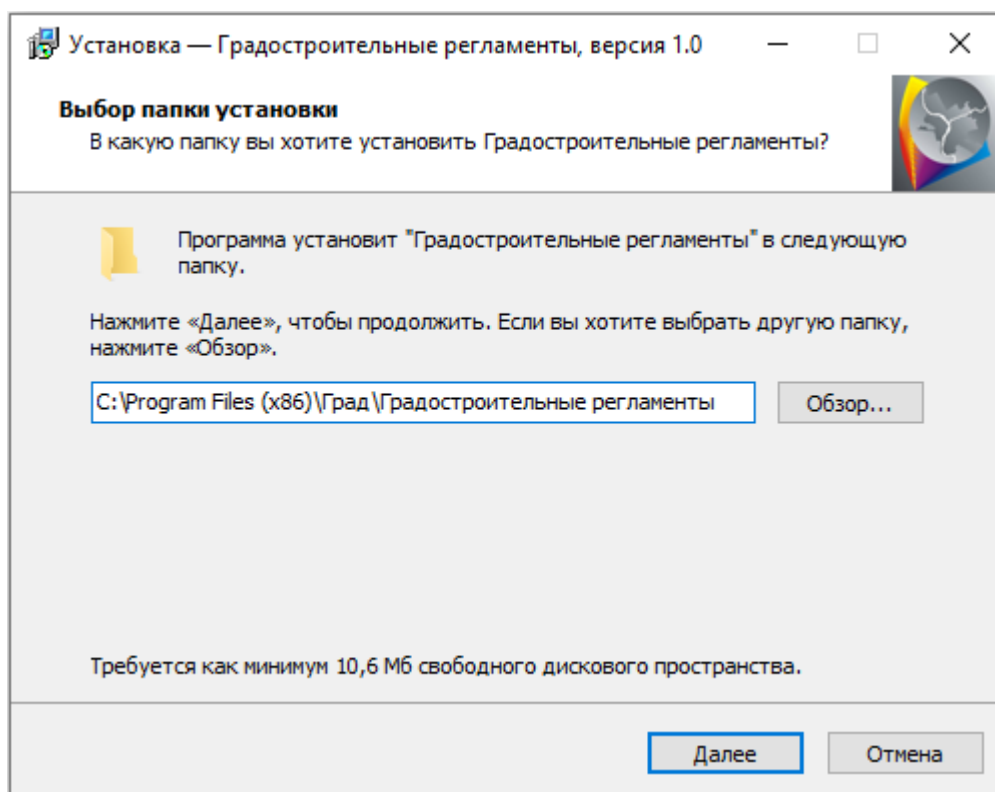 Установка — Градостроительные регламенты, версия 1.0
Выбор папки установки
В какую папку вы хотите установить Градостроительные регламенты?
Программа установит "Градостроительные регламенты" в следующую
папку.
Нажмите «Далее», чтобы продолжить. Если вы хотите выбрать другую папку,
нажмите «Обзор».
C:\Program Files (x86)\Град\Градостроительные регламенты
Обзор...
Требуется как минимум 10,6 Мб свободного дискового пространства.
Далее
Отмена